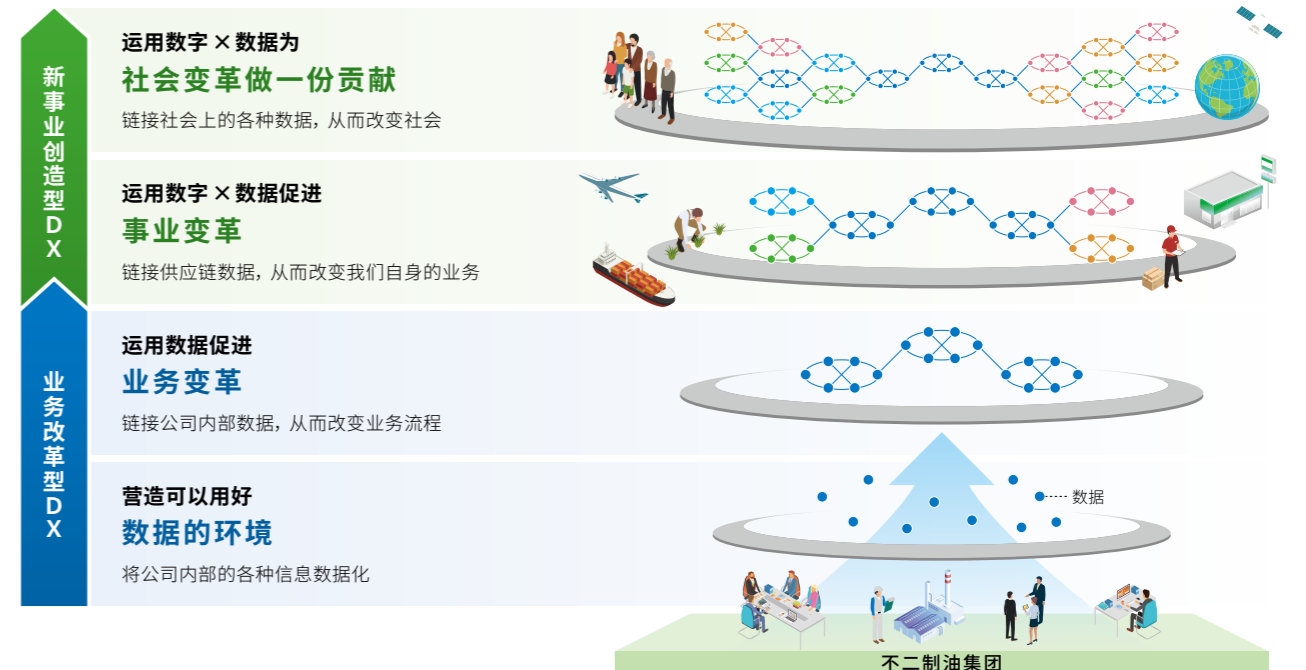 新事业创造型DX
运用数字×数据为
社会变革做一份贡献
链接社会上的各种数据，从而改变社会
运用数字×数据促进
事业变革
链接供应链数据，从而改变我们自身的业务
业务改革型DX
运用数据促进
业务变革
链接公司内部数据，从而改变业务流程
营造可以用好
数据的环境
将公司内部的各种信息数据化
数据
不二制油集团